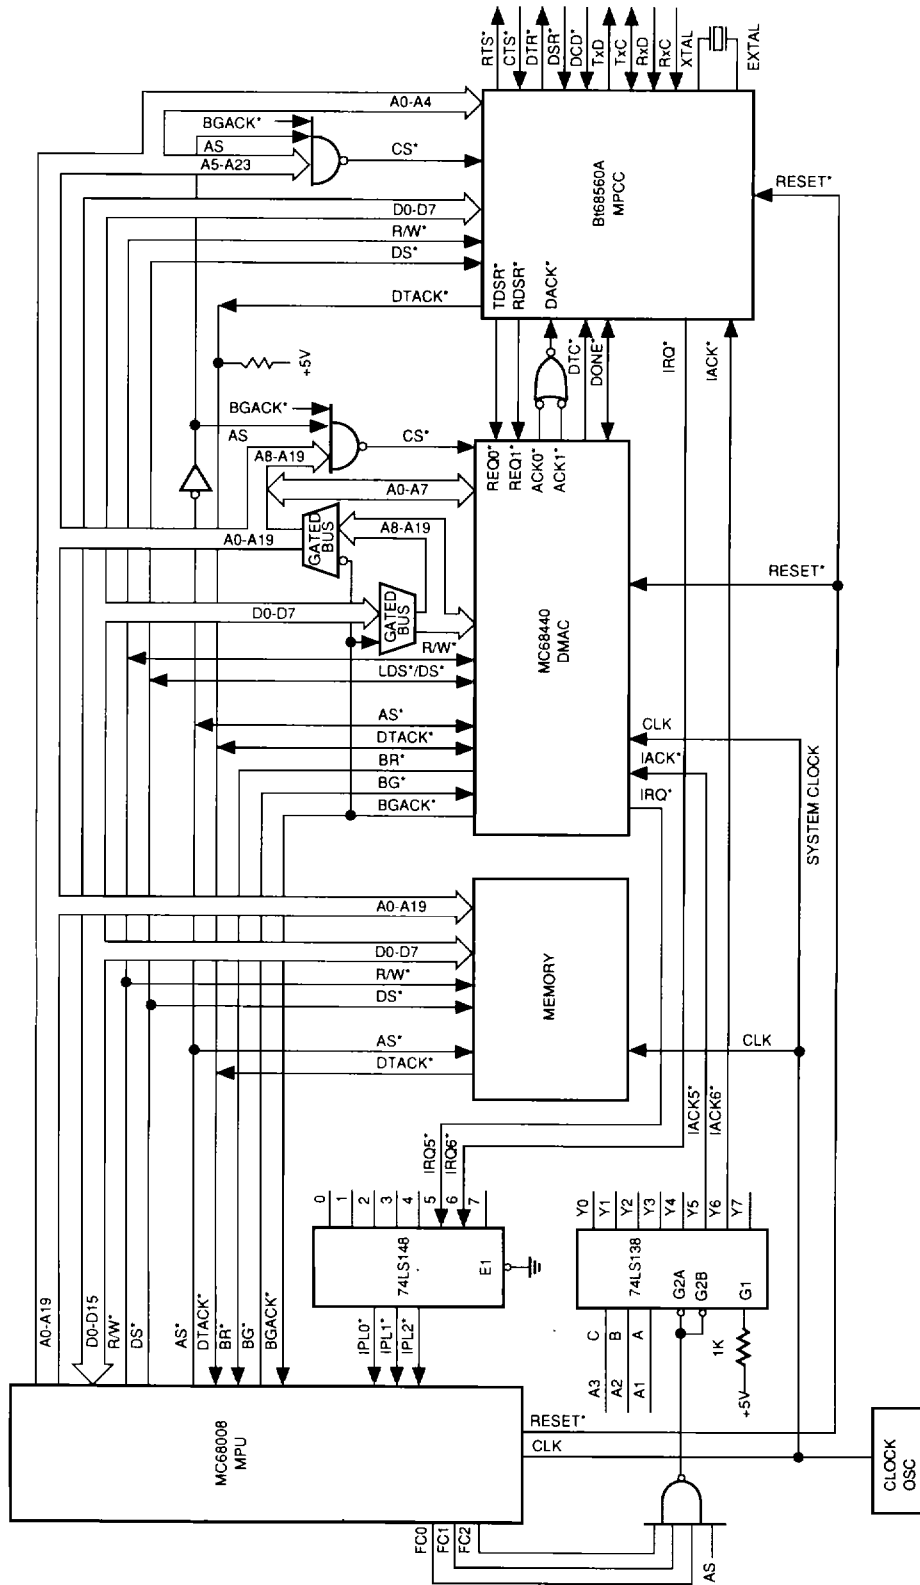 RTS*
CTS*
DTR*
DSR*
DCD*
TxD
TxC
RxD
RxC
XTAL
EXTAL
A0-A4
BGACK*
AS
A5-A23
CS*
D0-D7
R/W*
DS*
DTACK*
+5V
Bt68560A
MPCC
RESET*
TDSR*
RDSR*
DACK*
DTC*
DONE*
IRQ*
IACK*
BGACK*
AS
A8-A19
CS*
A0-A7
REQ0*
REQ1*
ACK0*
ACK1*
GATED
BUS
A0-A19
A8-A19
D0-D7
GATED
BUS
R/W*
LDS*/DS*
AS*
DTACK*
BR*
BG*
BGACK*
MC68440
DMAC
RESET*
CLK
IACK*
IRQ*
SYSTEM CLOCK
A0-A19
D0-D7
R/W*
DS*
AS*
DTACK*
MEMORY
CLK
IRQ5*
IRQ6*
IACK5*
IACK6*
0
1
2
3
4
5
6
7
74LS148
E1
IPL0*
IPL1*
IPL2*
Y0
Y1
Y2
Y3
Y4
Y5
Y6
Y7
74LS138
G2A
G2B
G1
C
B
A
A3
A2
A1
1K
+5V
A0-A19
D0-D15
R/W*
DS*
AS*
DTACK*
BR*
BG*
BGACK*
MC68008
MPU
RESET*
CLK
FC0
FC1
FC2
AS
CLOCK
OSC